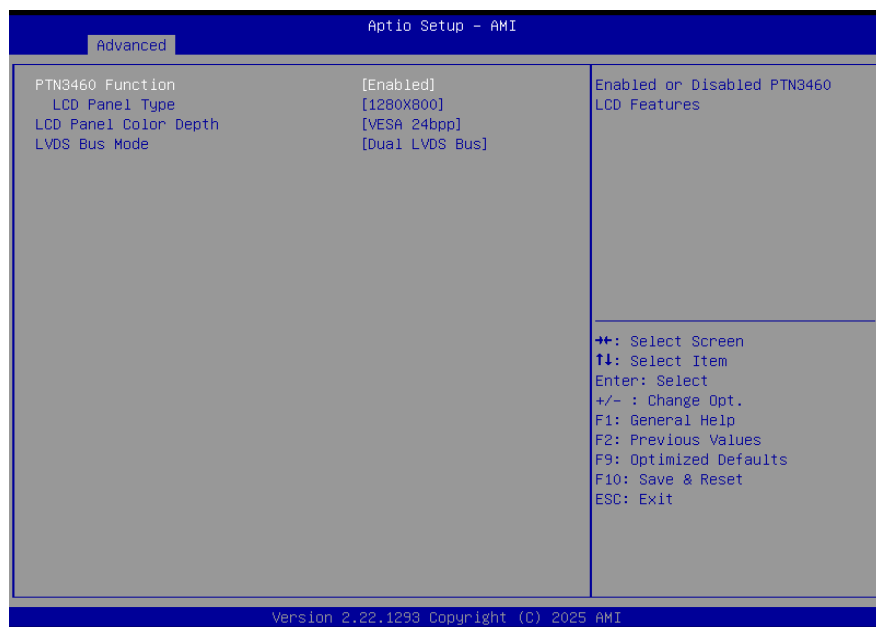 Aptio Setup – AMI
Advanced
PTN3460 Function [Enabled]
LCD Panel Type [1280X800]
LCD Panel Color Depth [VESA 24bpp]
LVDS Bus Mode [Dual LVDS Bus]
Enabled or Disabled PTN3460
LCD Features
→←: Select Screen
↑↓: Select Item
Enter: Select
+/- : Change Opt.
F1: General Help
F2: Previous Values
F9: Optimized Defaults
F10: Save & Reset
ESC: Exit
Version 2.22.1293 Copyright (C) 2025 AMI